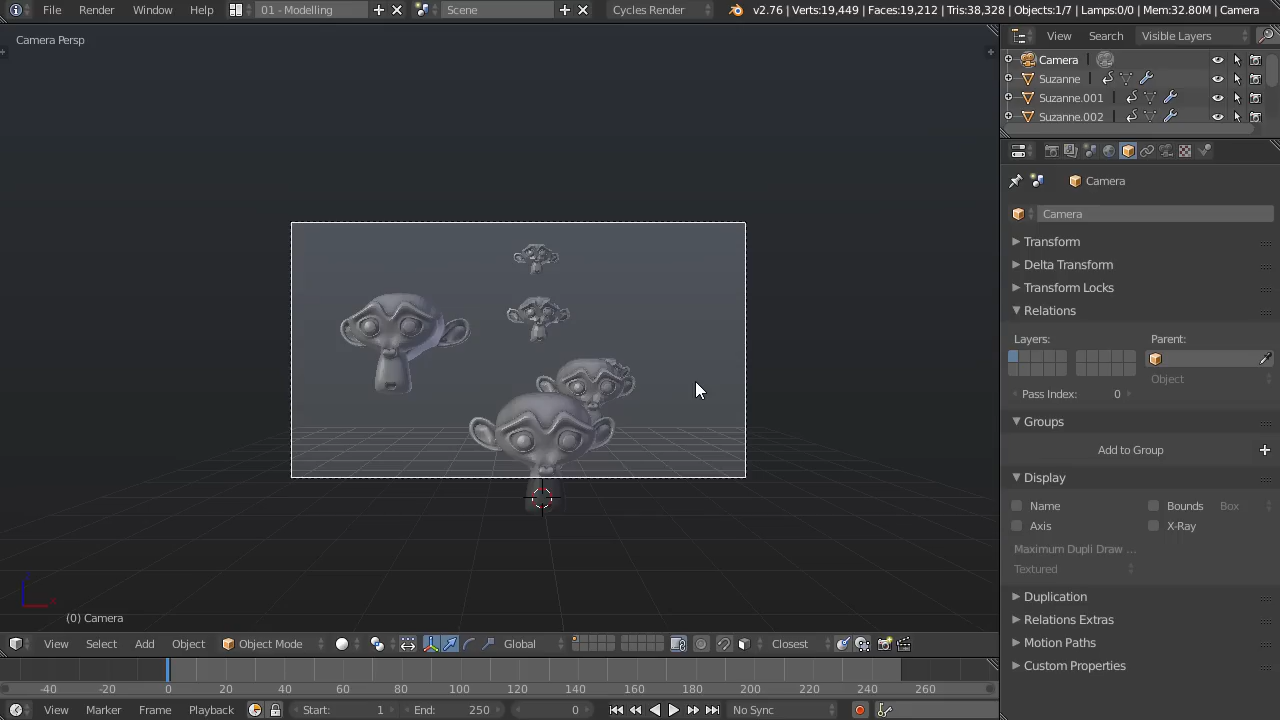 File Edit Render Window Help 01 - Modelling Scene Cycles Render v2.76 | Verts:19,449 | Faces:19,212 | Tris:38,328 | Objects:1/7 | Lamps:0/0 | Mem:32.80M | Camera
Camera Persp
View Search Visible Layers
Camera
Suzanne
Suzanne.001
Suzanne.002
Camera
Camera
Transform
Delta Transform
Transform Locks
Relations
Layers: Parent:
Object
Pass Index: 0
Groups
Add to Group
Display
Name Bounds Box
Axis X-Ray
Maximum Dupli Draw ...
Textured
Duplication
Relations Extras
Motion Paths
Custom Properties
(0) Camera
View Select Add Object Object Mode Global Closest
-40 -20 0 20 40 60 80 100 120 140 160 180 200 220 240 260
View Marker Frame Playback Start: 1 End: 250 0 No Sync